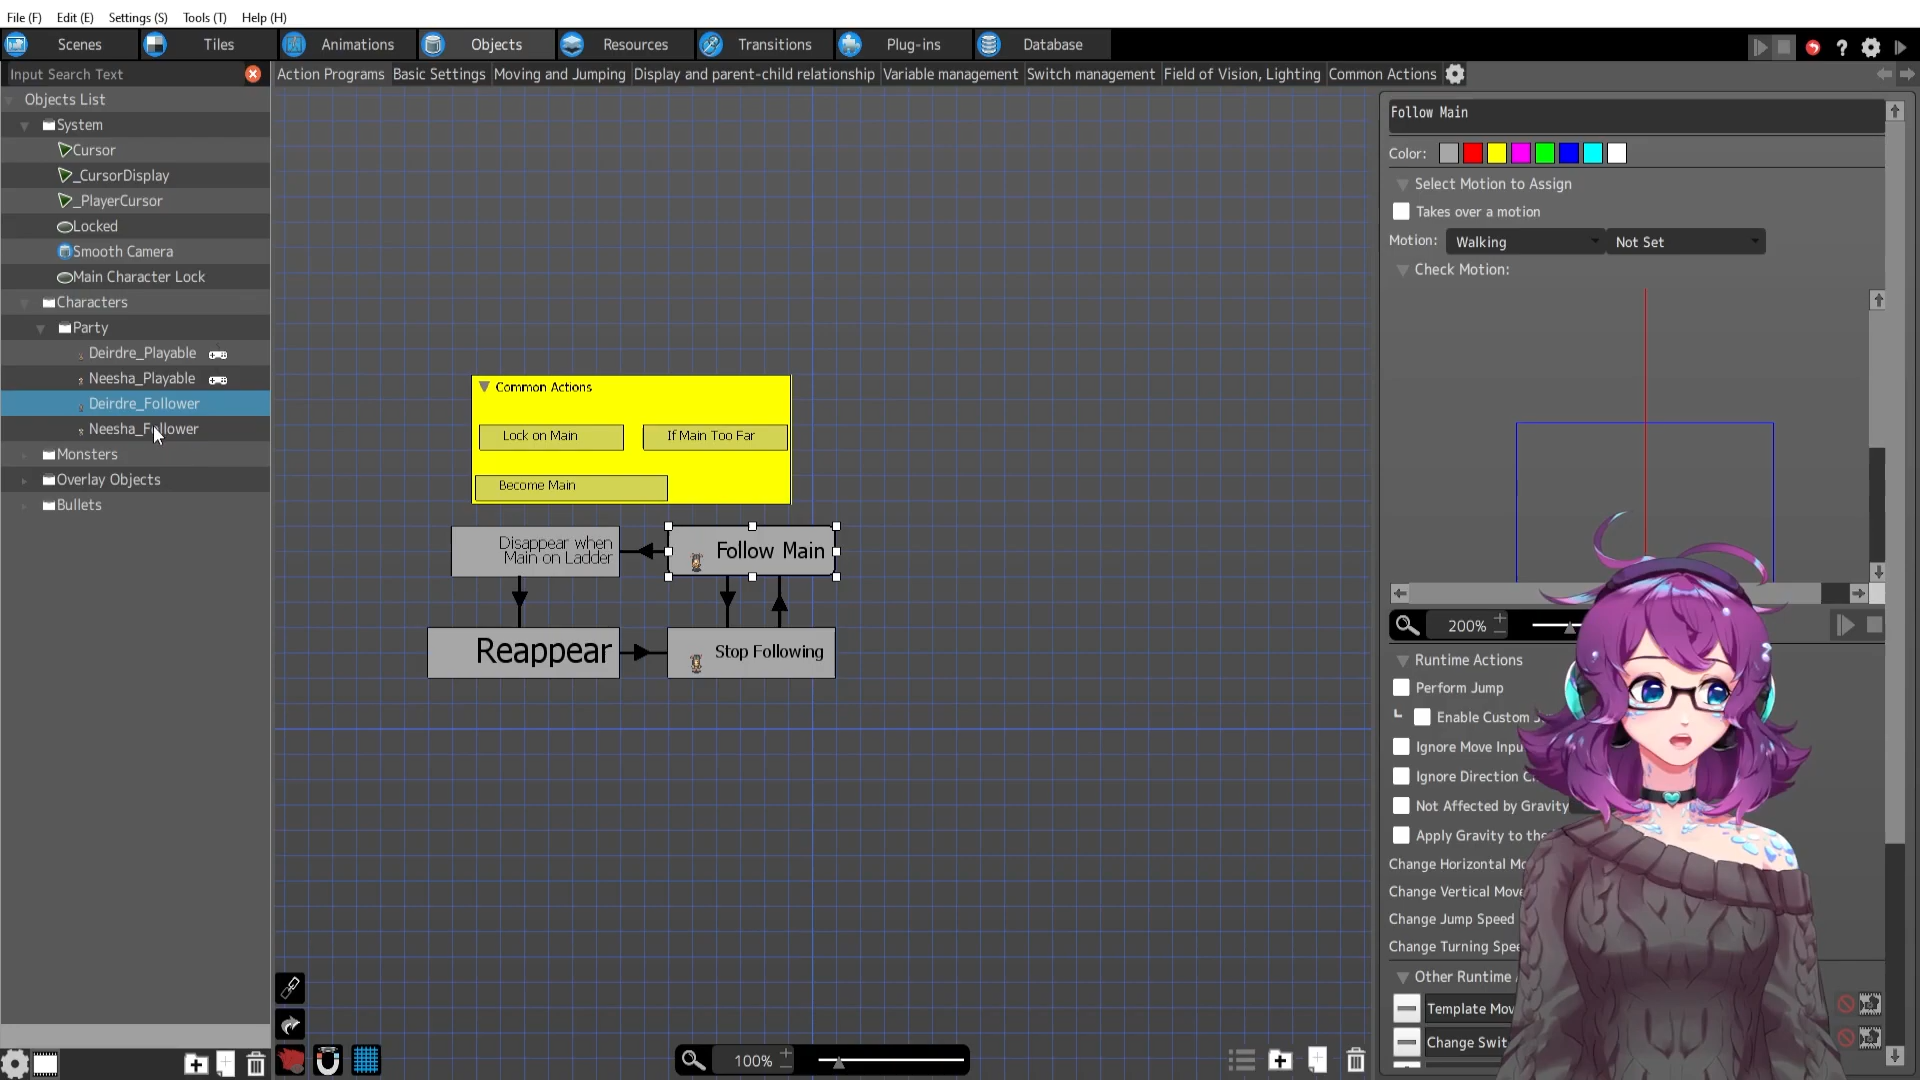 File (F) Edit (E) Settings (S) Tools (T) Help (H)
Scenes Tiles Animations Objects Resources Transitions Plug-ins Database
Input Search Text
Action Programs Basic Settings Moving and Jumping Display and parent-child relationship Variable management Switch management Field of Vision, Lighting Common Actions
Objects List
System
Cursor
_CursorDisplay
_PlayerCursor
Locked
Smooth Camera
Main Character Lock
Characters
Party
Deirdre_Playable
Neesha_Playable
Deirdre_Follower
Neesha_Follower
Monsters
Overlay Objects
Bullets
Common Actions
Lock on Main
If Main Too Far
Become Main
Disappear when
Main on Ladder
Follow Main
Reappear
Stop Following
100%
Follow Main
Color:
Select Motion to Assign
Takes over a motion
Motion: Walking Not Set
Check Motion:
200%
Runtime Actions
Perform Jump
Enable Custom
Ignore Move Inpu
Ignore Direction C
Not Affected by Gravity
Apply Gravity to the
Change Horizontal Mo
Change Vertical Move
Change Jump Speed
Change Turning Spee
Other Runtime
Template Mov
Change Swit